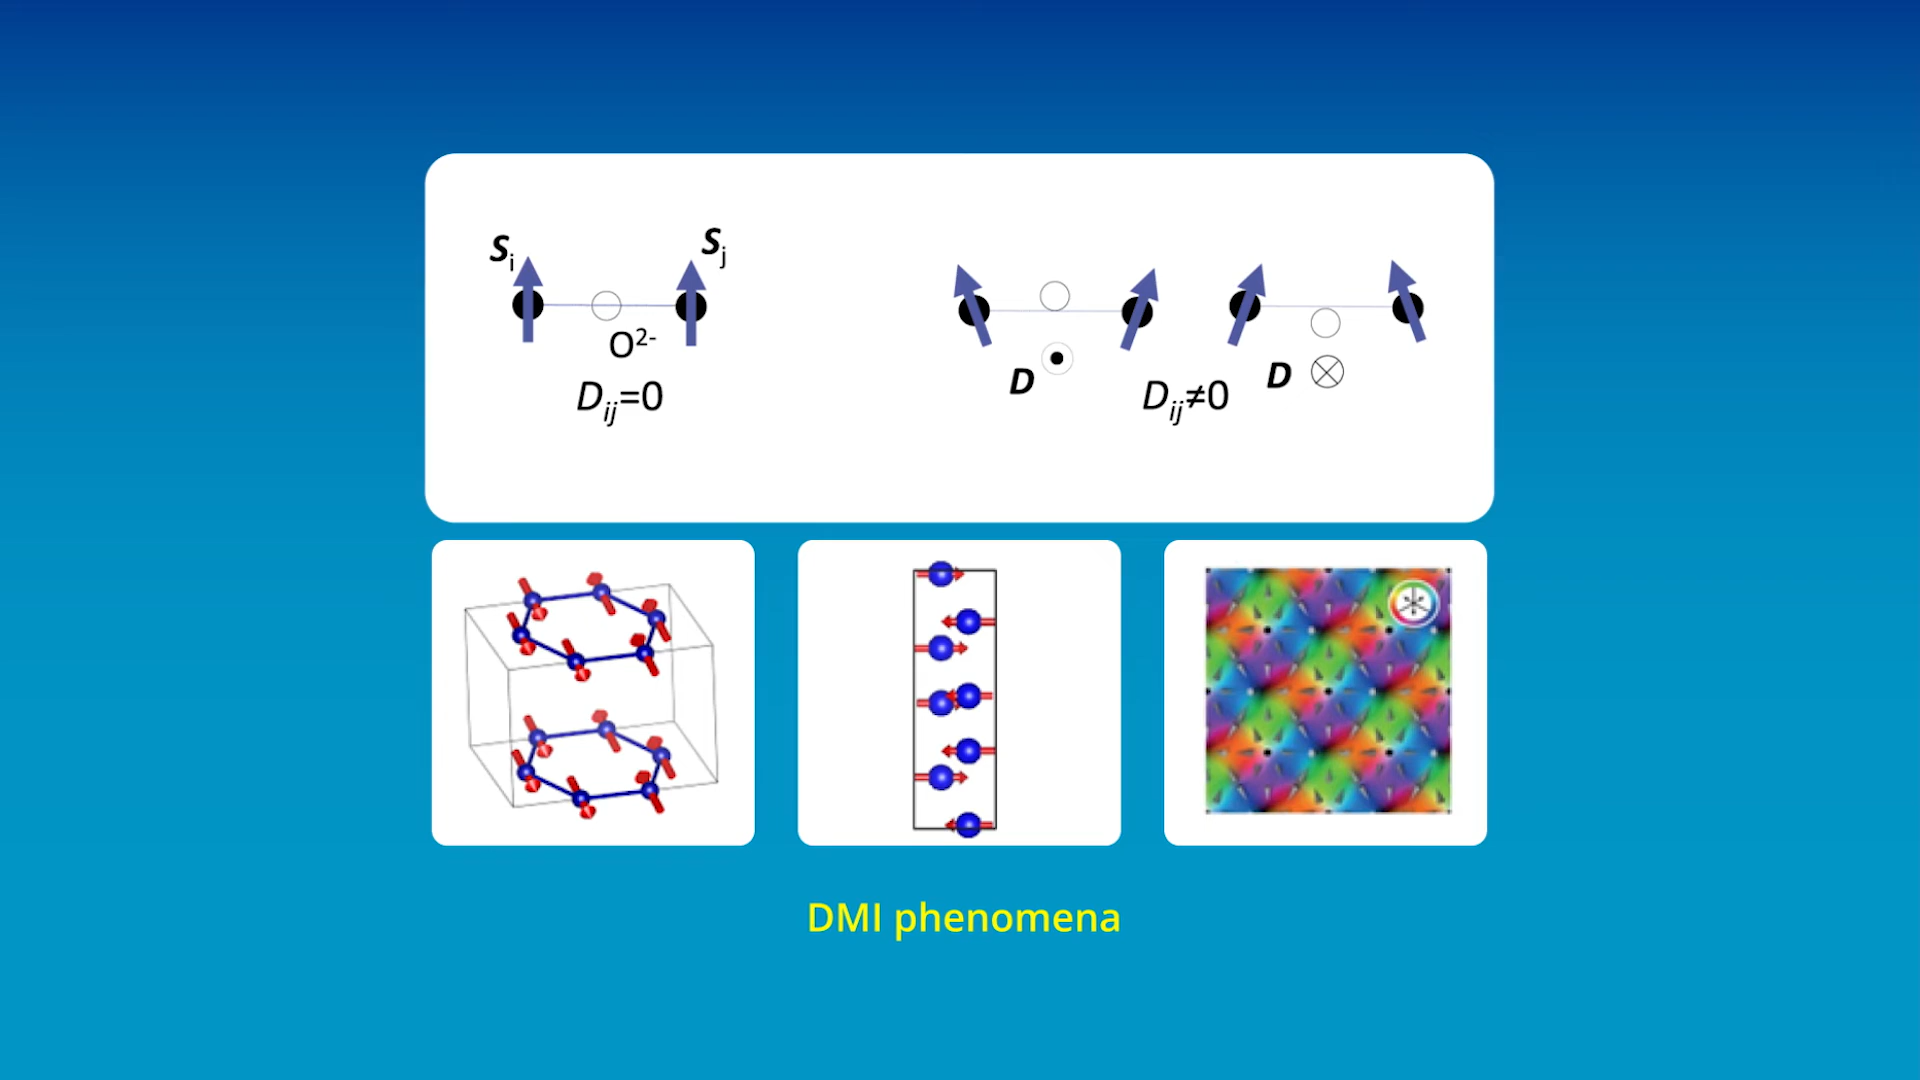 Sᵢ
Sⱼ
O²⁻
Dᵢⱼ=0
D
Dᵢⱼ≠0
D
DMI phenomena